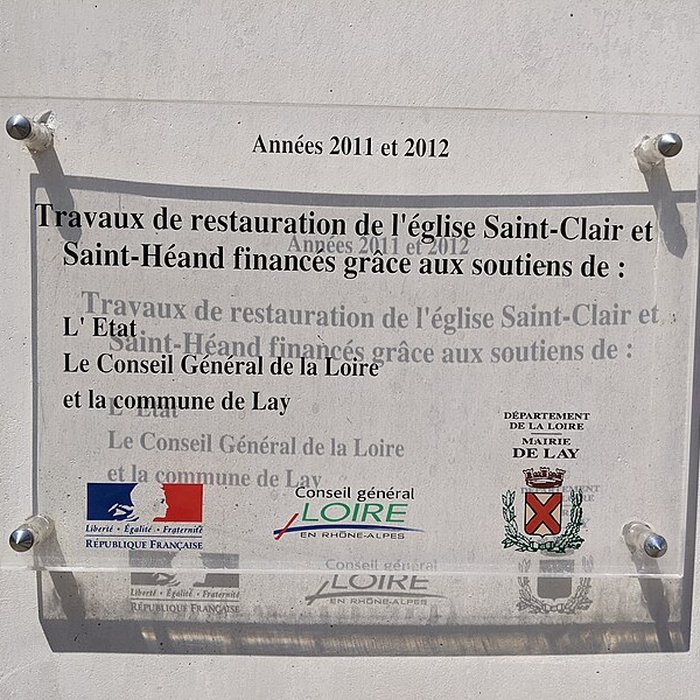 Années 2011 et 2012
Travaux de restauration de l'église Saint-Clair et
Saint-Héand financés grâce aux soutiens de :
L' Etat
Le Conseil Général de la Loire
et la commune de Lay
DÉPARTEMENT
DE LA LOIRE
MAIRIE
DE LAY
Liberté • Égalité • Fraternité
RÉPUBLIQUE FRANÇAISE
Conseil général
LOIRE
EN RHÔNE-ALPES